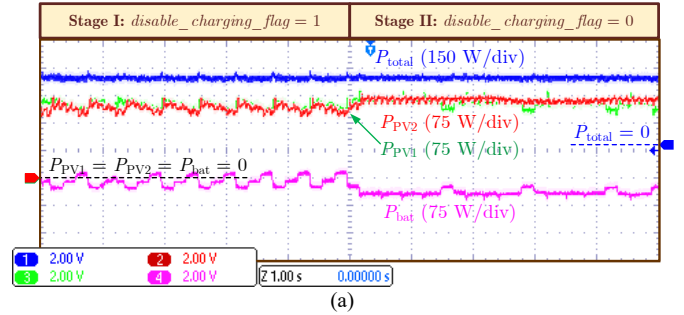 Stage I: disable_charging_flag = 1
Stage II: disable_charging_flag = 0
P_total (150 W/div)
P_PV2 (75 W/div)
P_total = 0
P_PV1 (75 W/div)
P_PV1 = P_PV2 = P_bat = 0
P_bat (75 W/div)
1 2.00 V 2 2.00 V
3 2.00 V 4 2.00 V
Z 1.00 s 0.00000 s
(a)